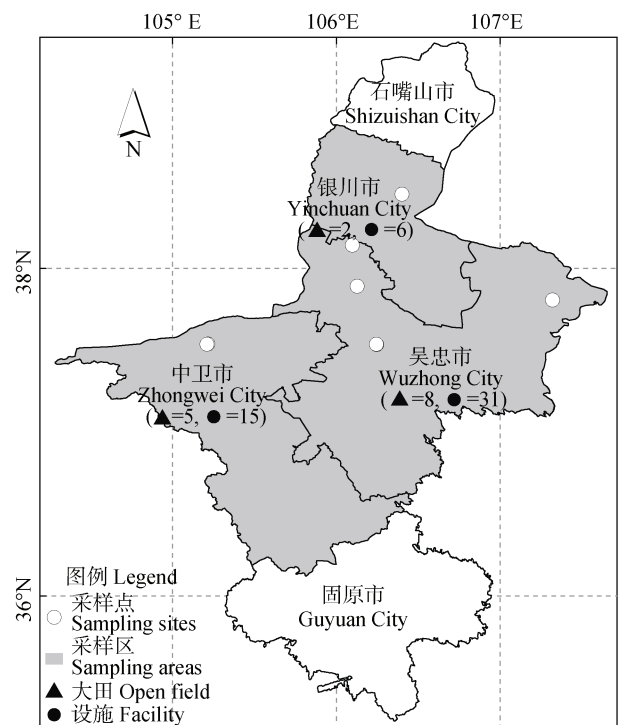 105° E 106°E 107°E
石嘴山市
Shizuishan City
N
银川市
Yinchuan City
(▲=2, ●=6)
38°N
中卫市
Zhongwei City
(▲=5, ●=15)
吴忠市
Wuzhong City
(▲=8, ●=31)
图例 Legend
采样点
Sampling sites
采样区
Sampling areas
▲大田 Open field
●设施 Facility
36°N
固原市
Guyuan City